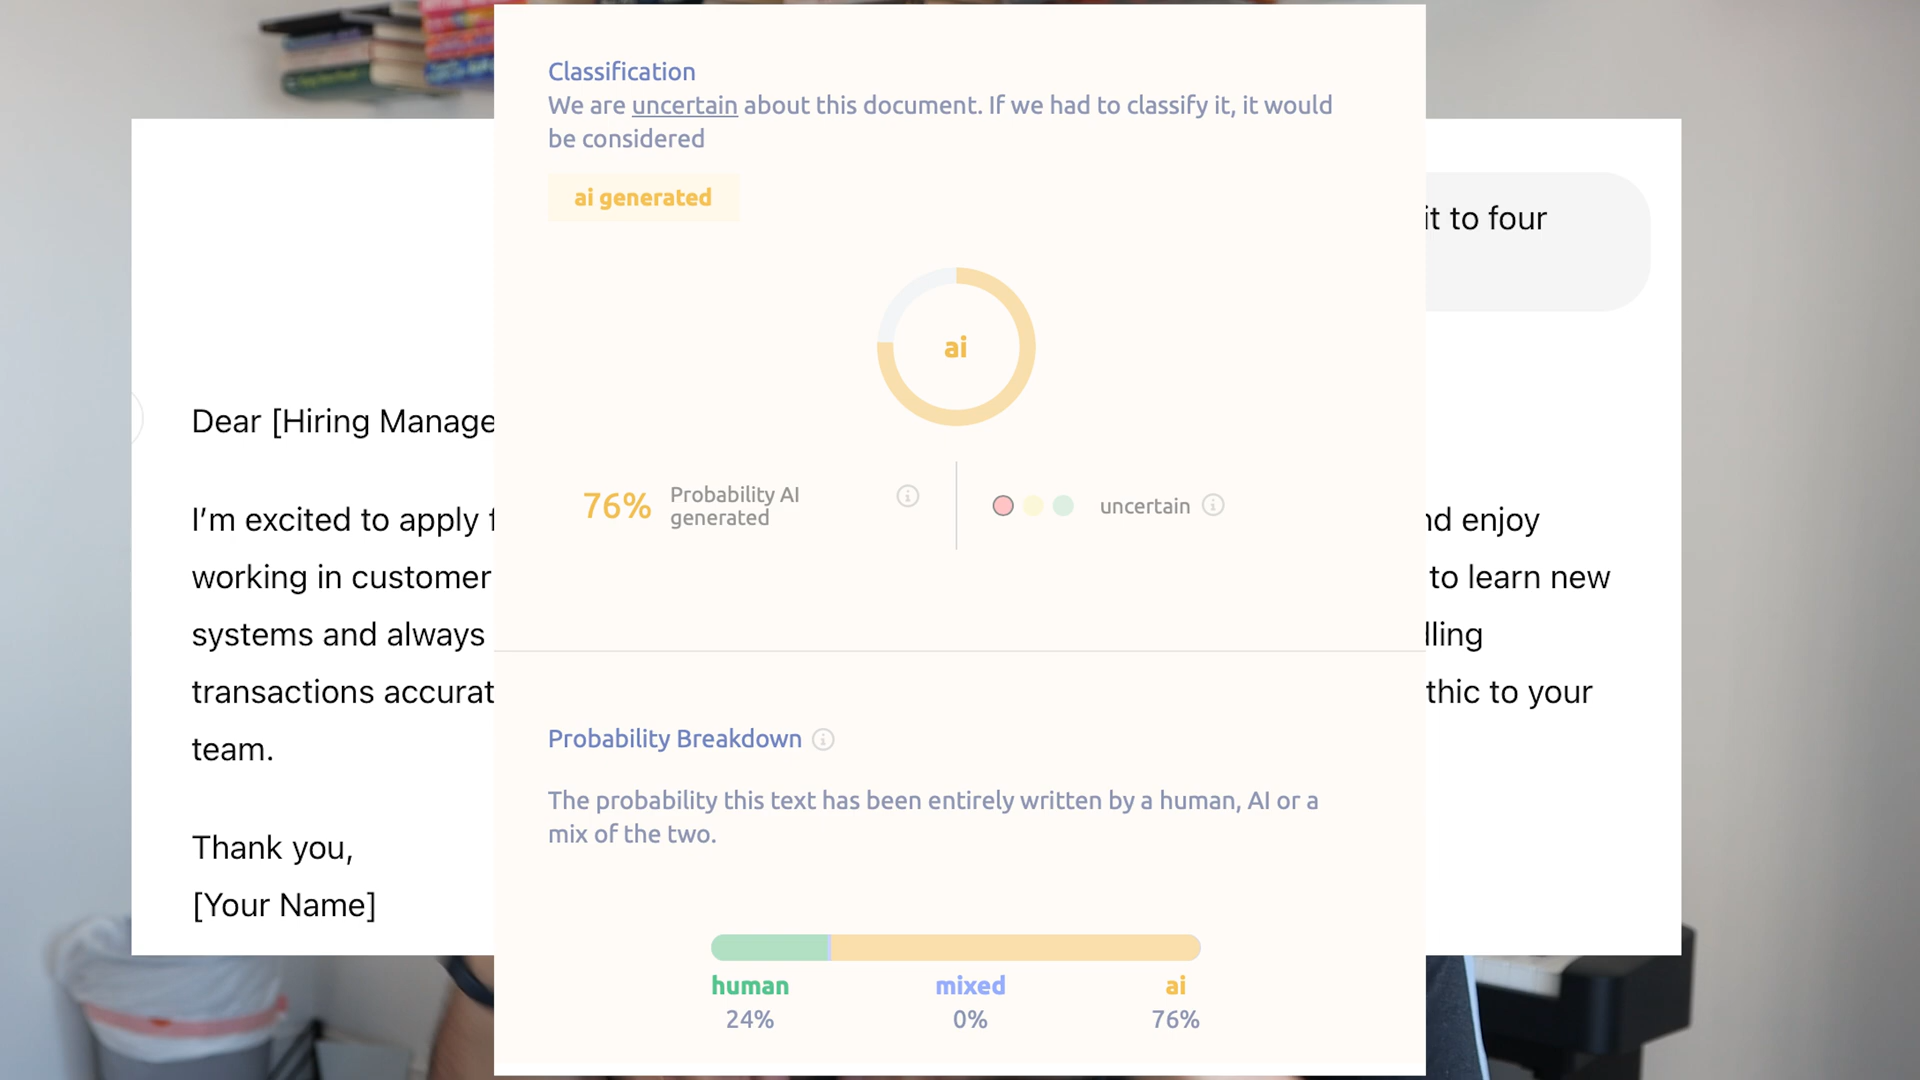 Classification
We are uncertain about this document. If we had to classify it, it would
be considered
ai generated
ai
76%
Probability AI
generated
uncertain
Probability Breakdown
The probability this text has been entirely written by a human, AI or a
mix of the two.
human
mixed
ai
24%
0%
76%
it to four
Dear [Hiring Manage
I'm excited to apply
nd enjoy
working in customer
to learn new
systems and always
lling
transactions accurat
thic to your
team.
Thank you,
[Your Name]